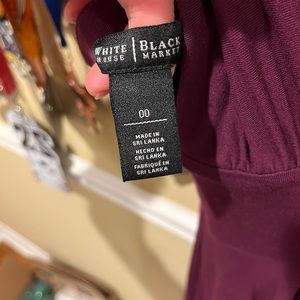 WHITE | BLACK
HOUSE | MARKET
00
MADE IN
SRI LANKA
HECHO EN
SRI LANKA
FABRIQUÉ EN
SRI LANKA